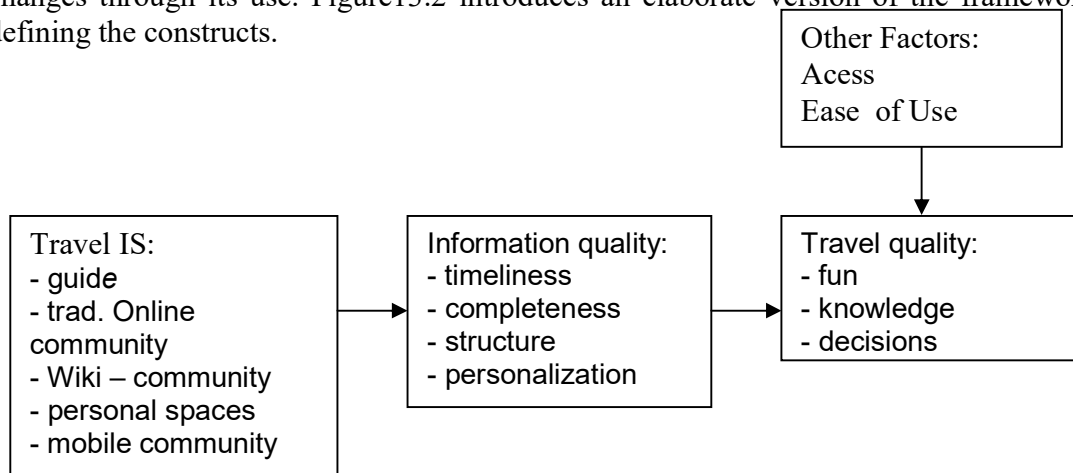 changes through its use. Figure13.2 introduces an elaborate version of the framework
defining the constructs.
Other Factors:
Acess
Ease of Use
Travel IS:
- guide
- trad. Online
community
- Wiki – community
- personal spaces
- mobile community
Information quality:
- timeliness
- completeness
- structure
- personalization
Travel quality:
- fun
- knowledge
- decisions